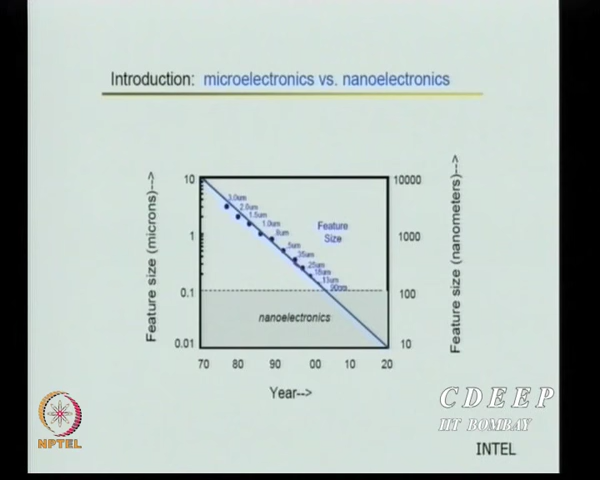 Introduction: microelectronics vs. nanoelectronics
Feature size (microns)--->
Feature size (nanometers)--->
10
1
0.1
0.01
10000
1000
100
10
3.0um
2.0um
1.5um
1.0um
.8um
.5um
.35um
.25um
.18um
.13um
90nm
Feature
Size
nanoelectronics
70 80 90 00 10 20
Year-->
NPTEL
CDEEP
IIT BOMBAY
INTEL